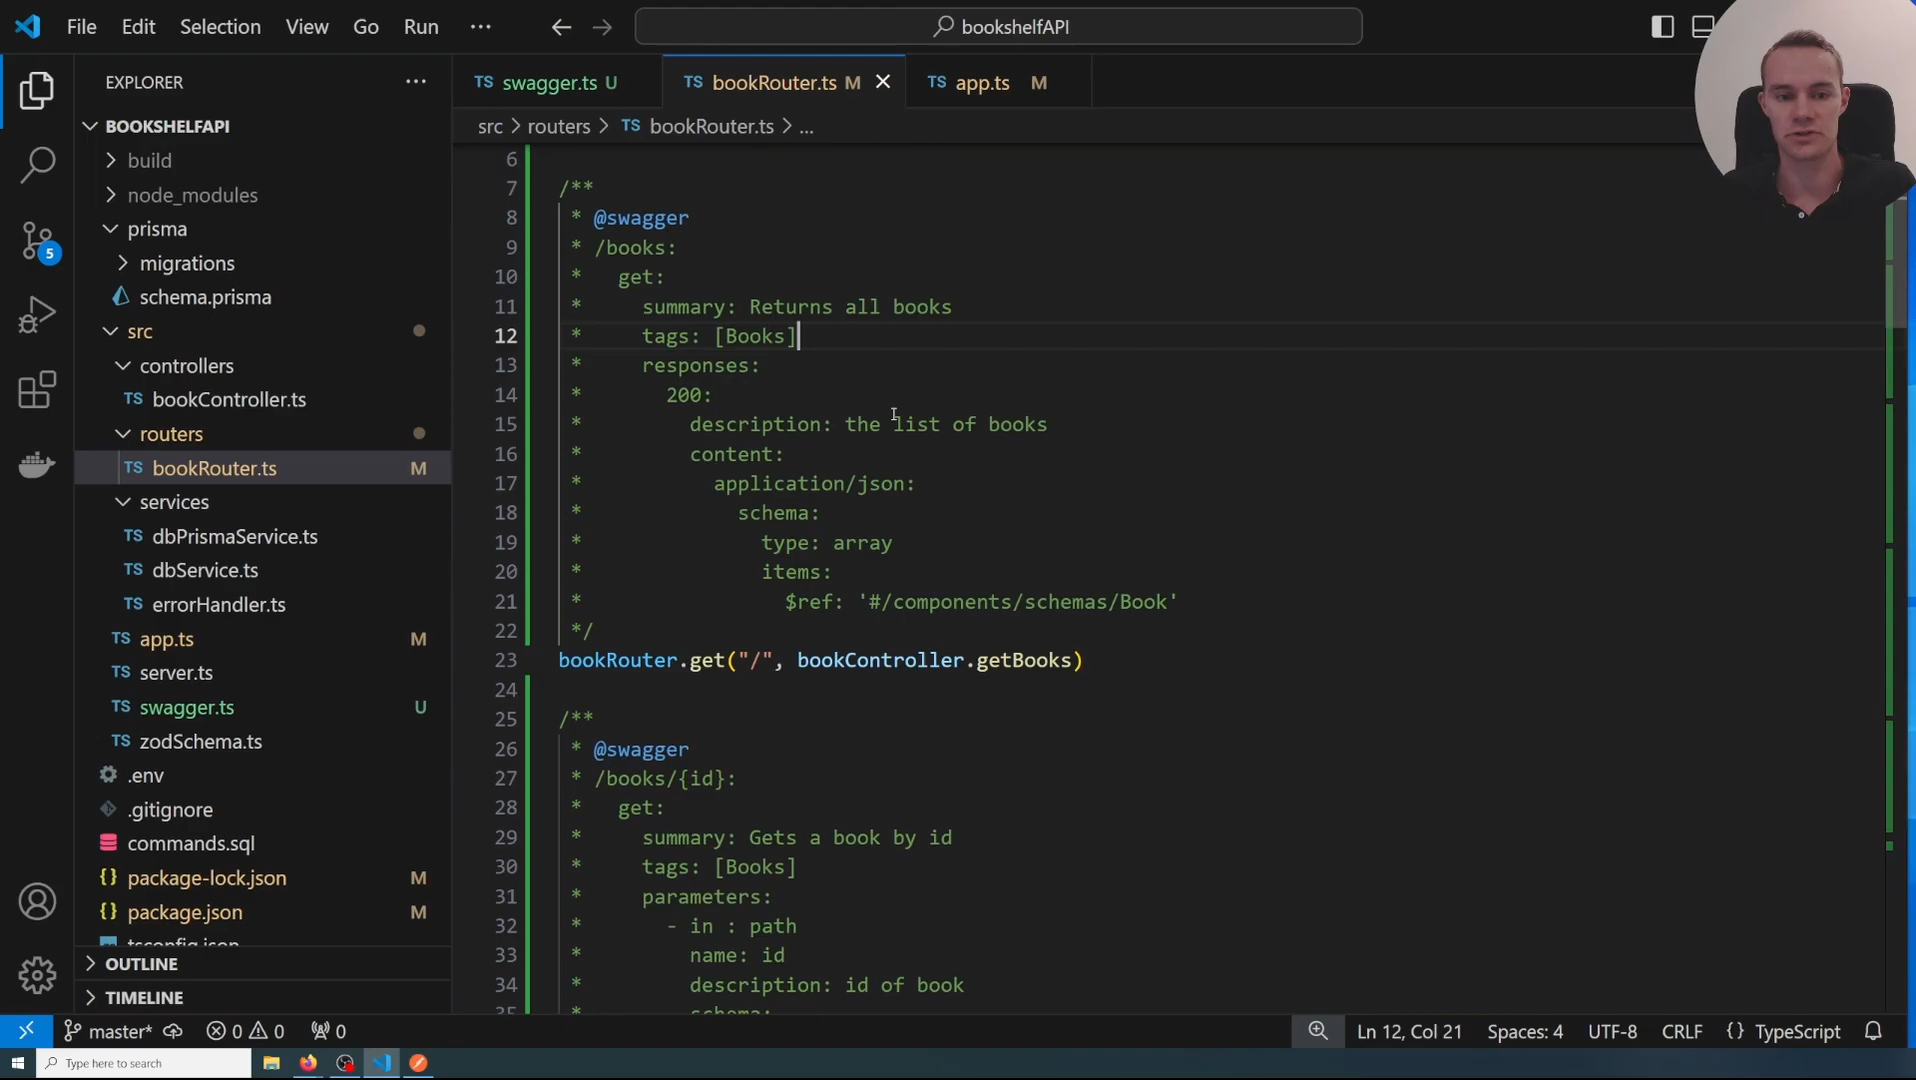 File Edit Selection View Go Run ···
bookshelfAPI
EXPLORER ···
BOOKSHELFAPI
build
node_modules
prisma
migrations
schema.prisma
src
controllers
TS bookController.ts
routers
TS bookRouter.ts M
services
TS dbPrismaService.ts
TS dbService.ts
TS errorHandler.ts
TS app.ts M
TS server.ts
TS swagger.ts U
TS zodSchema.ts
.env
.gitignore
commands.sql
{} package-lock.json M
{} package.json M
tsconfig.json
OUTLINE
TIMELINE
5
TS swagger.ts U
TS bookRouter.ts M
TS app.ts M
src > routers > TS bookRouter.ts > ...
6
7 /**
8 * @swagger
9 * /books:
10 * get:
11 * summary: Returns all books
12 * tags: [Books]
13 * responses:
14 * 200:
15 * description: the list of books
16 * content:
17 * application/json:
18 * schema:
19 * type: array
20 * items:
21 * $ref: '#/components/schemas/Book'
22 */
23 bookRouter.get("/", bookController.getBooks)
24
25 /**
26 * @swagger
27 * /books/{id}:
28 * get:
29 * summary: Gets a book by id
30 * tags: [Books]
31 * parameters:
32 * - in : path
33 * name: id
34 * description: id of book
35 * schema:
master* 0 0 0
Ln 12, Col 21 Spaces: 4 UTF-8 CRLF {} TypeScript
Type here to search